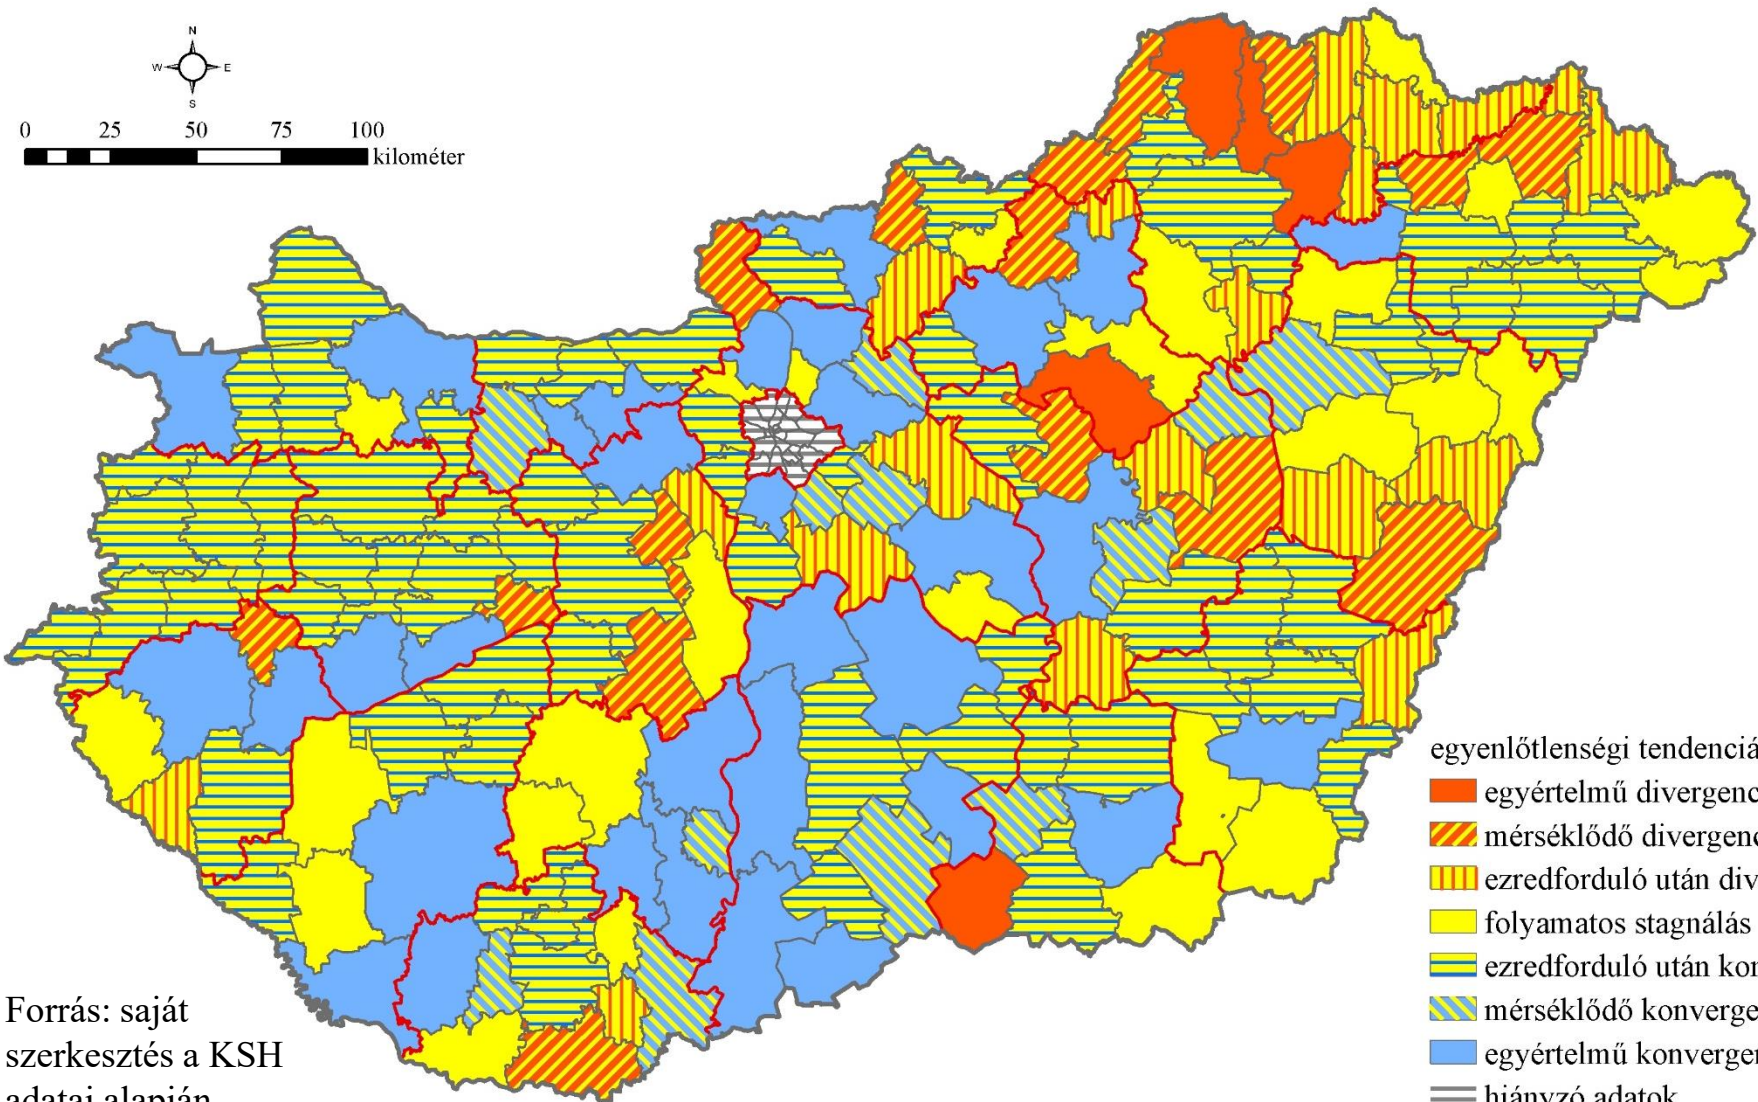 N
W E
S
0 25 50 75 100
kilométer
egyenlőtlenségi tendenciá
egyértelmű divergenc
mérséklődő divergenc
ezredforduló után div
folyamatos stagnálás
ezredforduló után kon
mérséklődő konverge
egyértelmű konvergen
hiányzó adatok
Forrás: saját
szerkesztés a KSH
adatai alapján